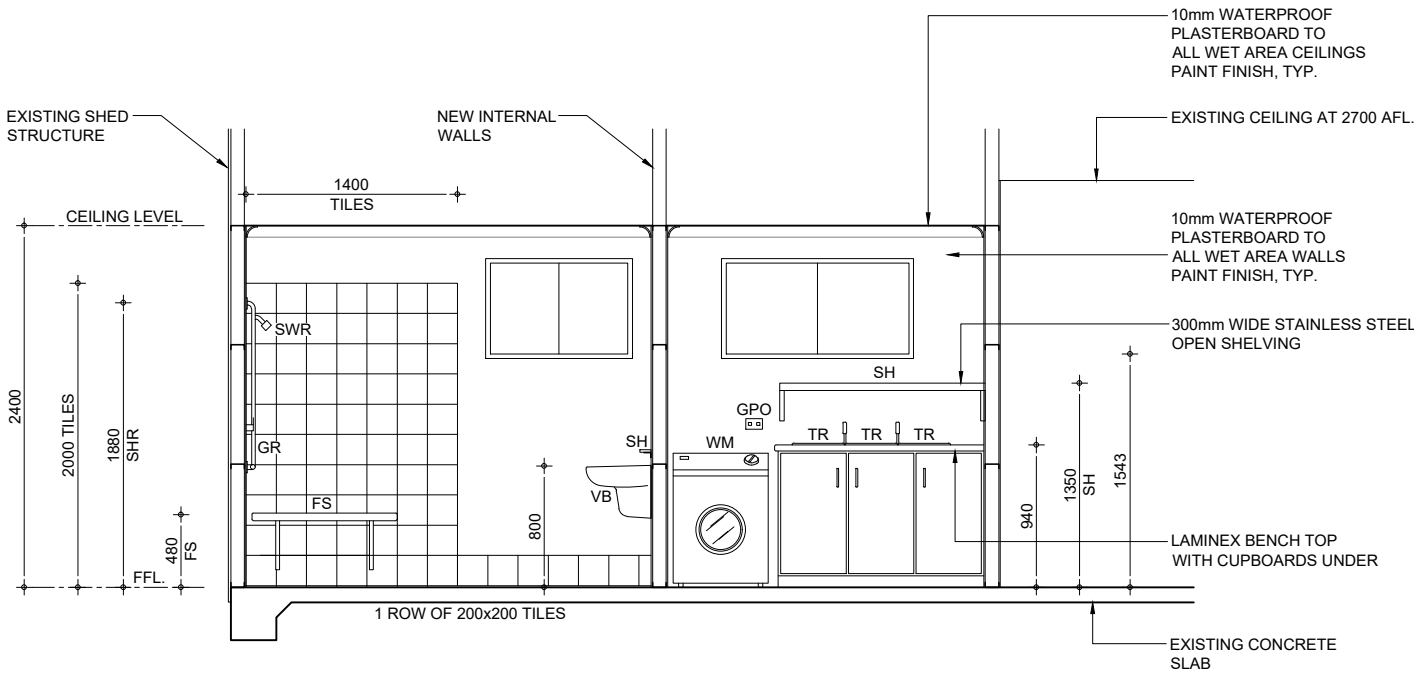 10mm WATERPROOF
PLASTERBOARD TO
ALL WET AREA CEILINGS
PAINT FINISH, TYP.
EXISTING SHED
STRUCTURE
NEW INTERNAL
WALLS
EXISTING CEILING AT 2700 AFL.
1400
TILES
CEILING LEVEL
10mm WATERPROOF
PLASTERBOARD TO
ALL WET AREA WALLS
PAINT FINISH, TYP.
SWR
300mm WIDE STAINLESS STEEL
OPEN SHELVING
SH
2400
2000 TILES
1880
SHR
GPO
GR
SH
WM
TR
TR
TR
1350
SH
1543
VB
FS
800
940
480
FS
LAMINEX BENCH TOP
WITH CUPBOARDS UNDER
FFL.
1 ROW OF 200x200 TILES
EXISTING CONCRETE
SLAB